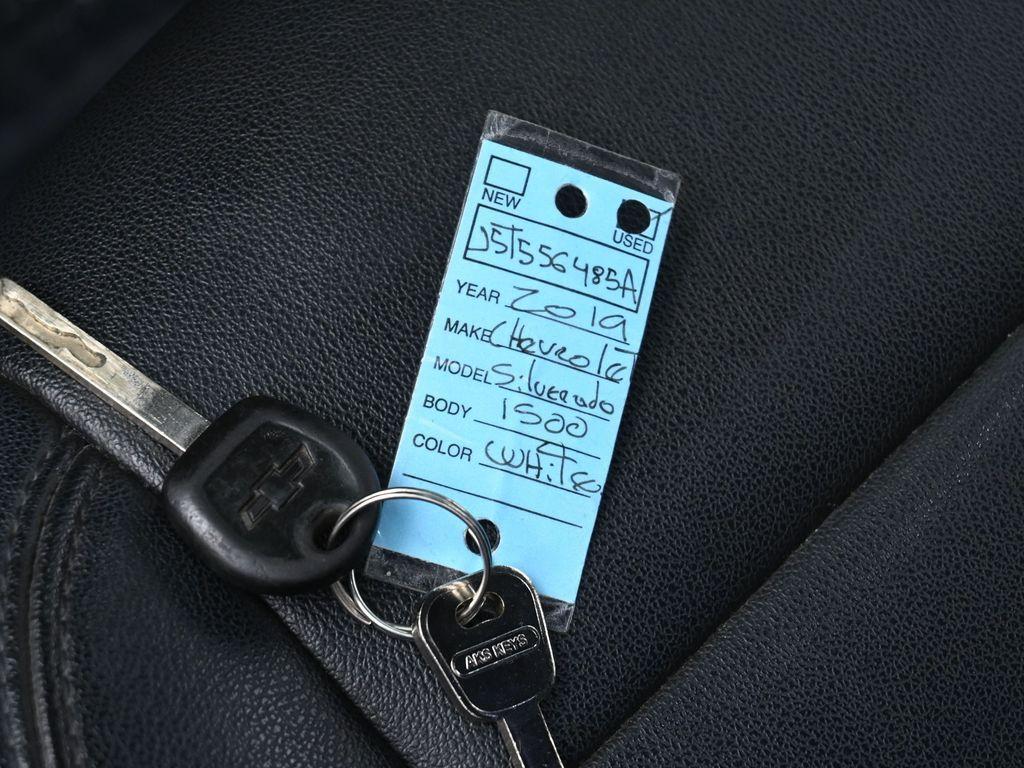 NEW
USED
J5T556485A
YEAR 2019
MAKE Chevrolet
MODEL Silverado
BODY 1500
COLOR WHITE
AKS KEYS